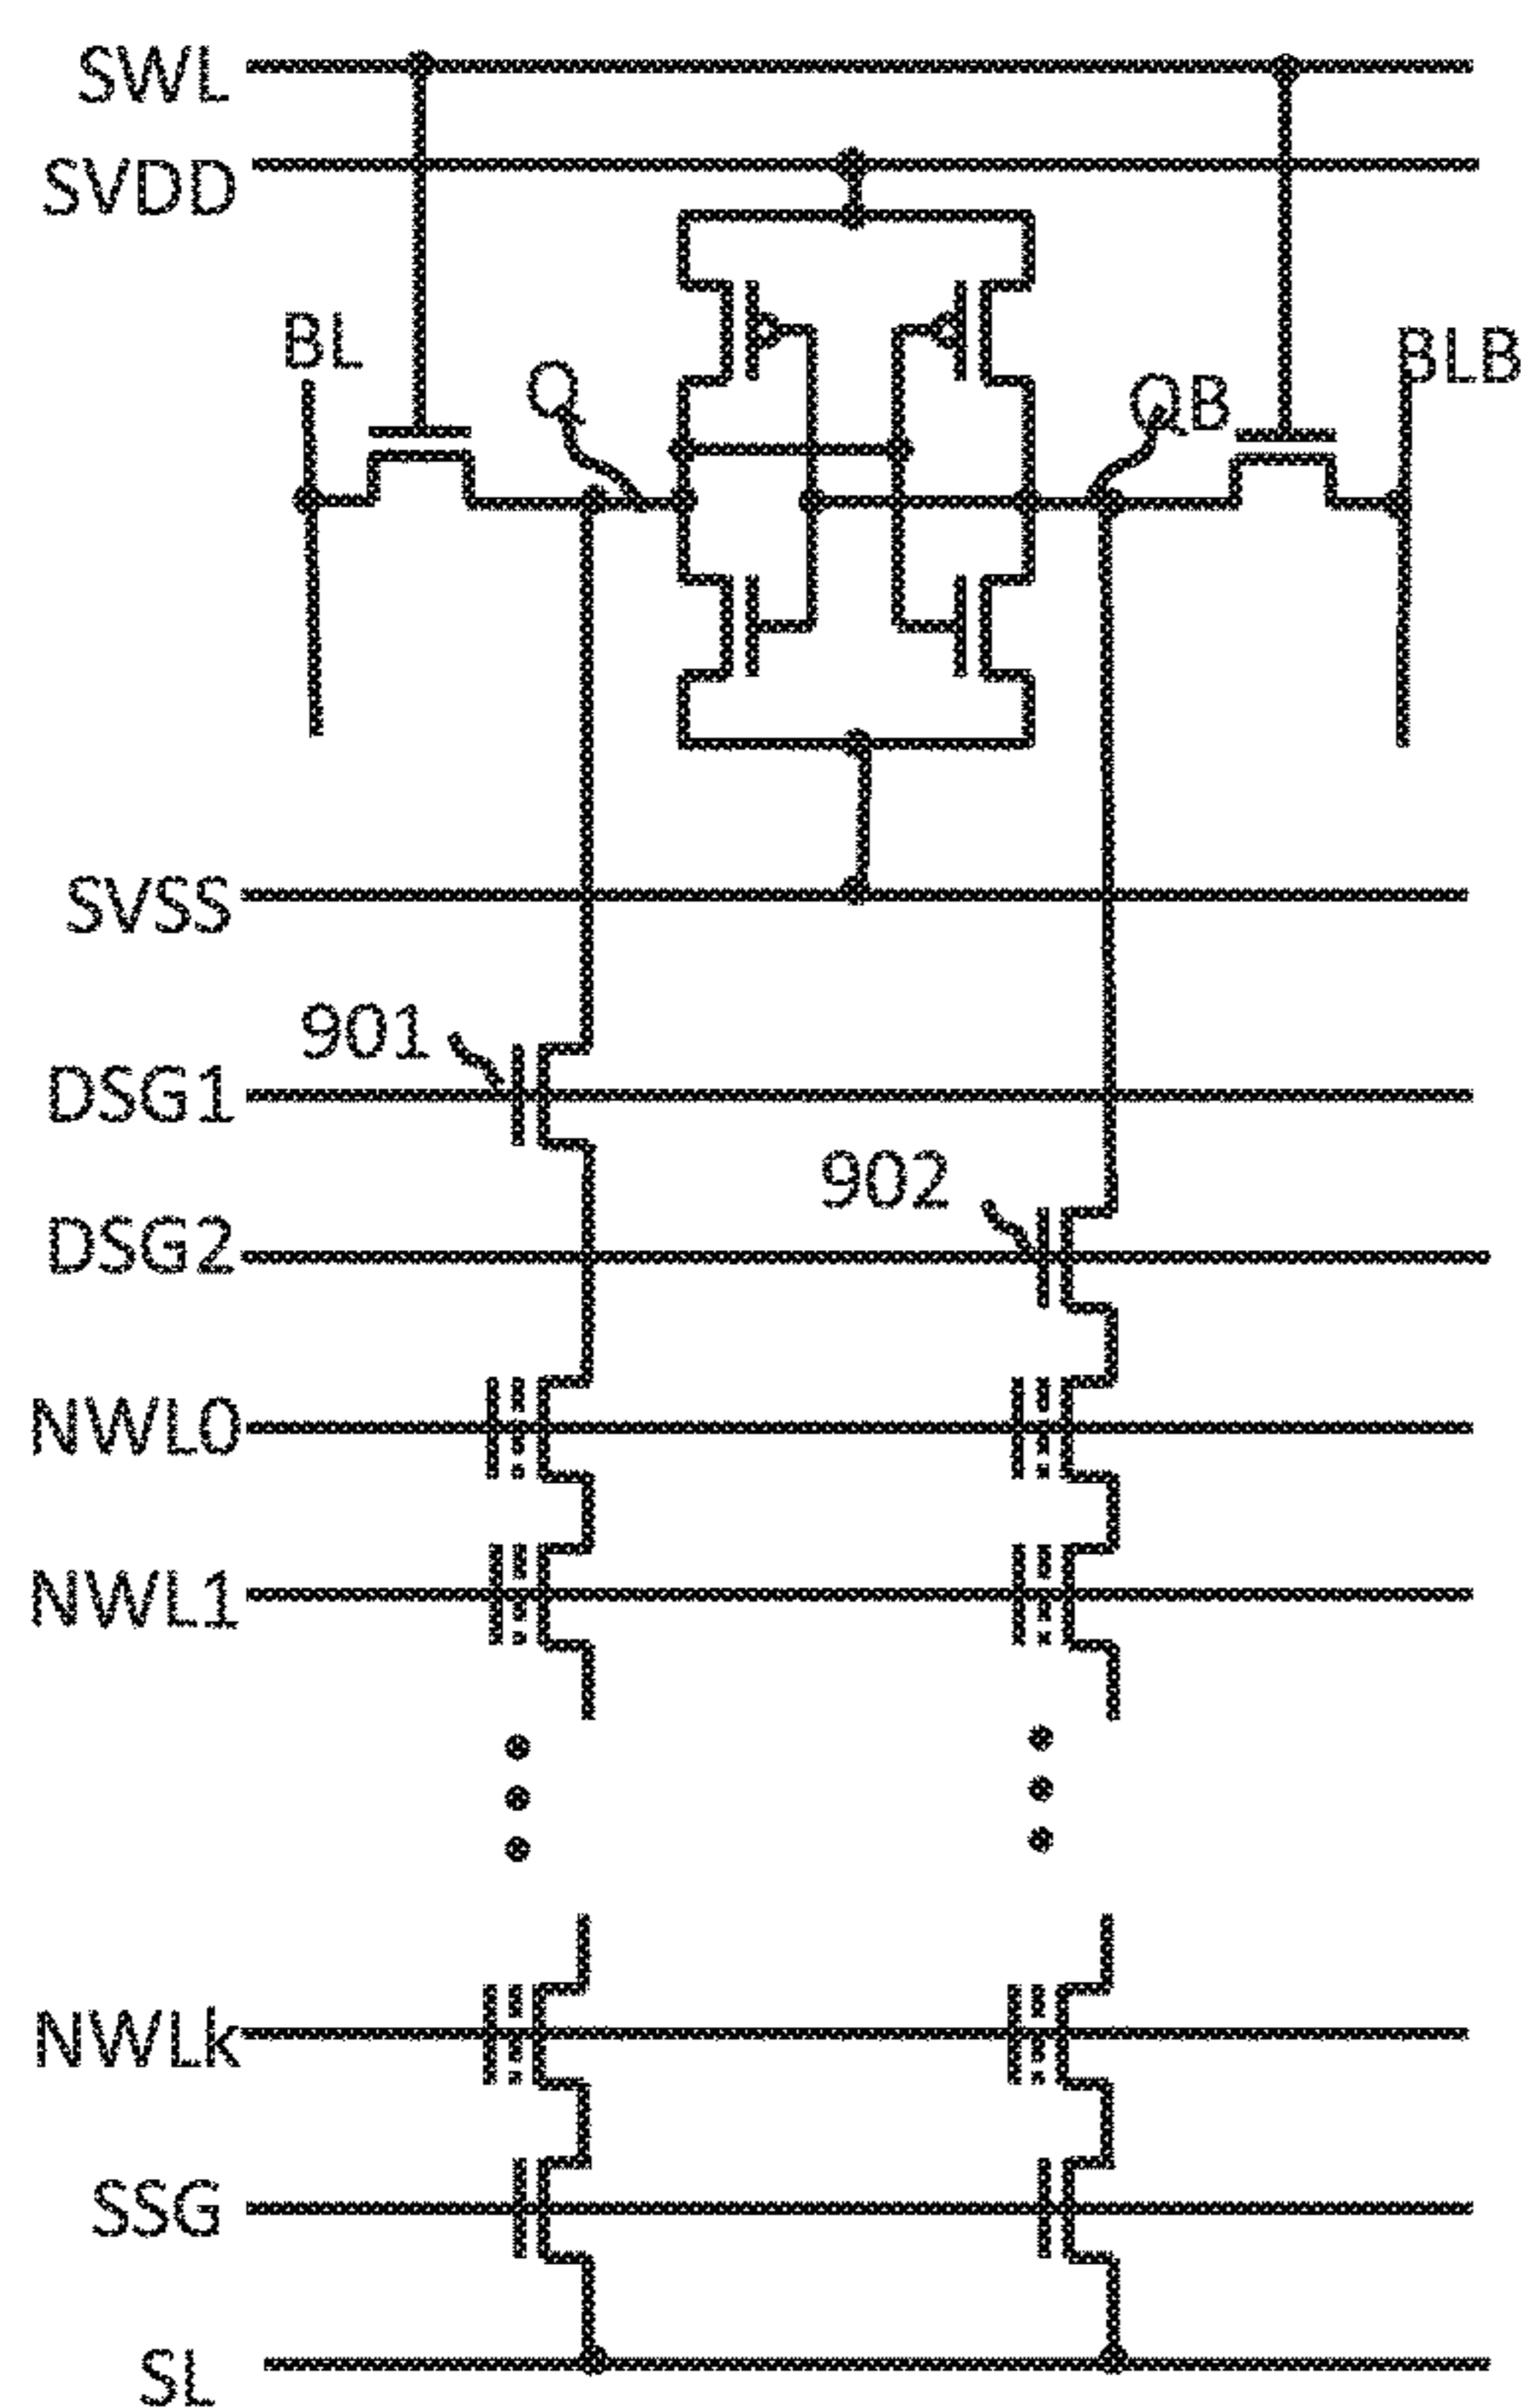 SWL
SVDD
BL
Q
QB
BLB
SVSS
901
DSG1
902
DSG2
NWL0
NWL1
NWLk
SSG
SL